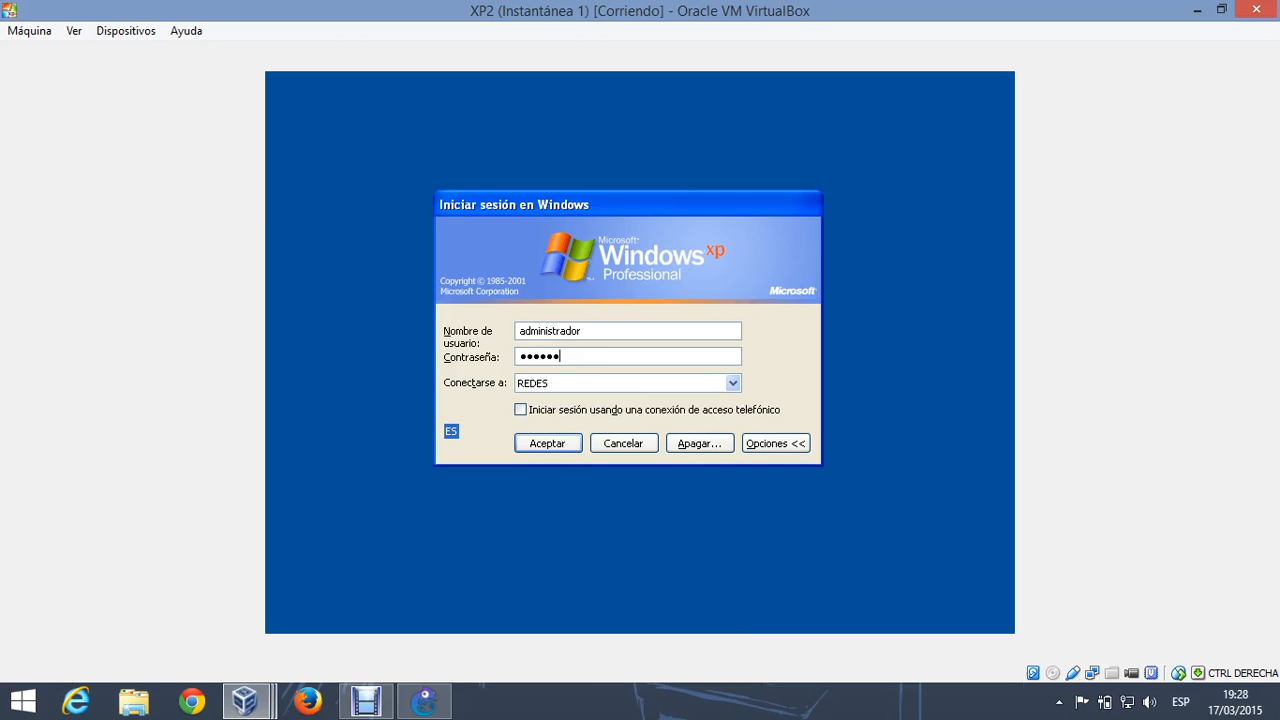 XP2 (Instantánea 1) [Corriendo] - Oracle VM VirtualBox
Máquina Ver Dispositivos Ayuda
Iniciar sesión en Windows
Microsoft
Windows xp
Professional
Copyright © 1985-2001
Microsoft Corporation
Microsoft
Nombre de usuario: administrador
Contraseña: ••••••
Conectarse a: REDES
Iniciar sesión usando una conexión de acceso telefónico
ES
Aceptar Cancelar Apagar... Opciones <<
CTRL DERECHA
ESP 19:28
17/03/2015